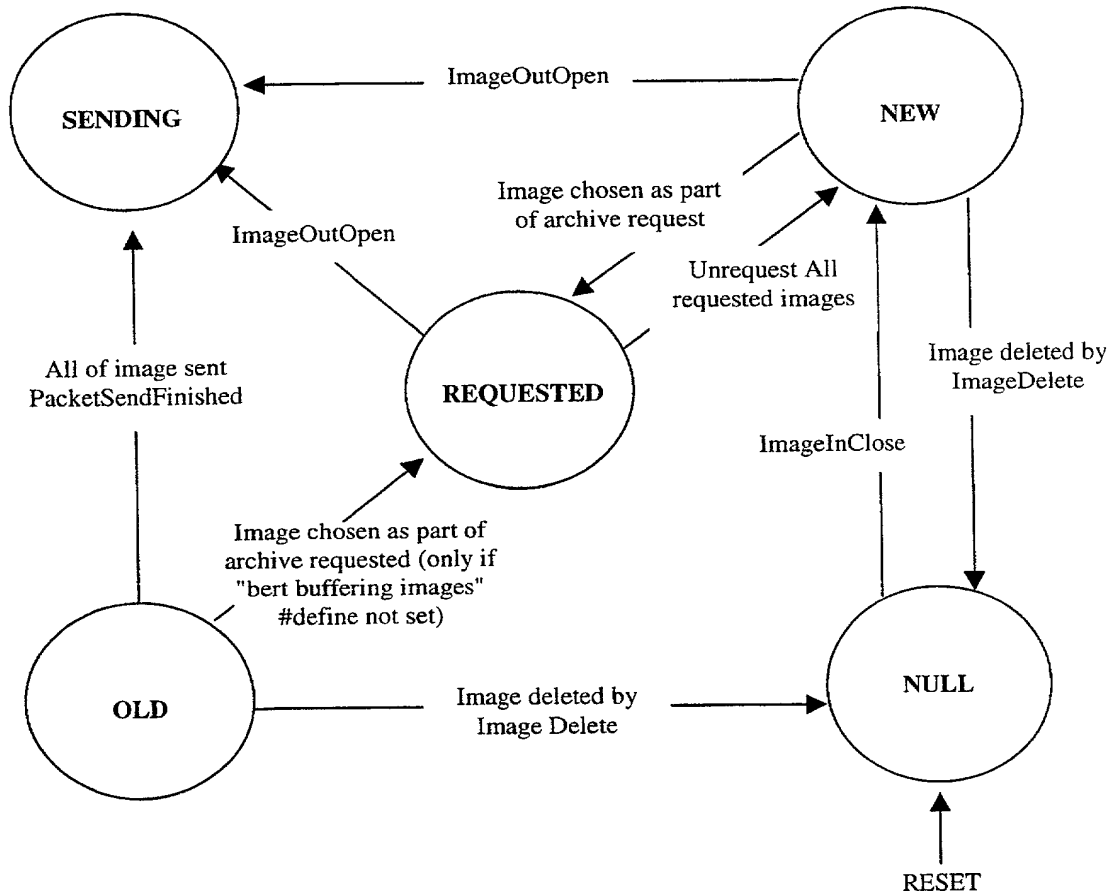 ImageOutOpen
SENDING
NEW
Image chosen as part
of archive request
ImageOutOpen
Unrequest All
requested images
All of image sent
PacketSendFinished
REQUESTED
Image deleted by
ImageDelete
ImageInClose
Image chosen as part of
archive requested (only if
"bert buffering images"
#define not set)
OLD
Image deleted by
Image Delete
NULL
RESET